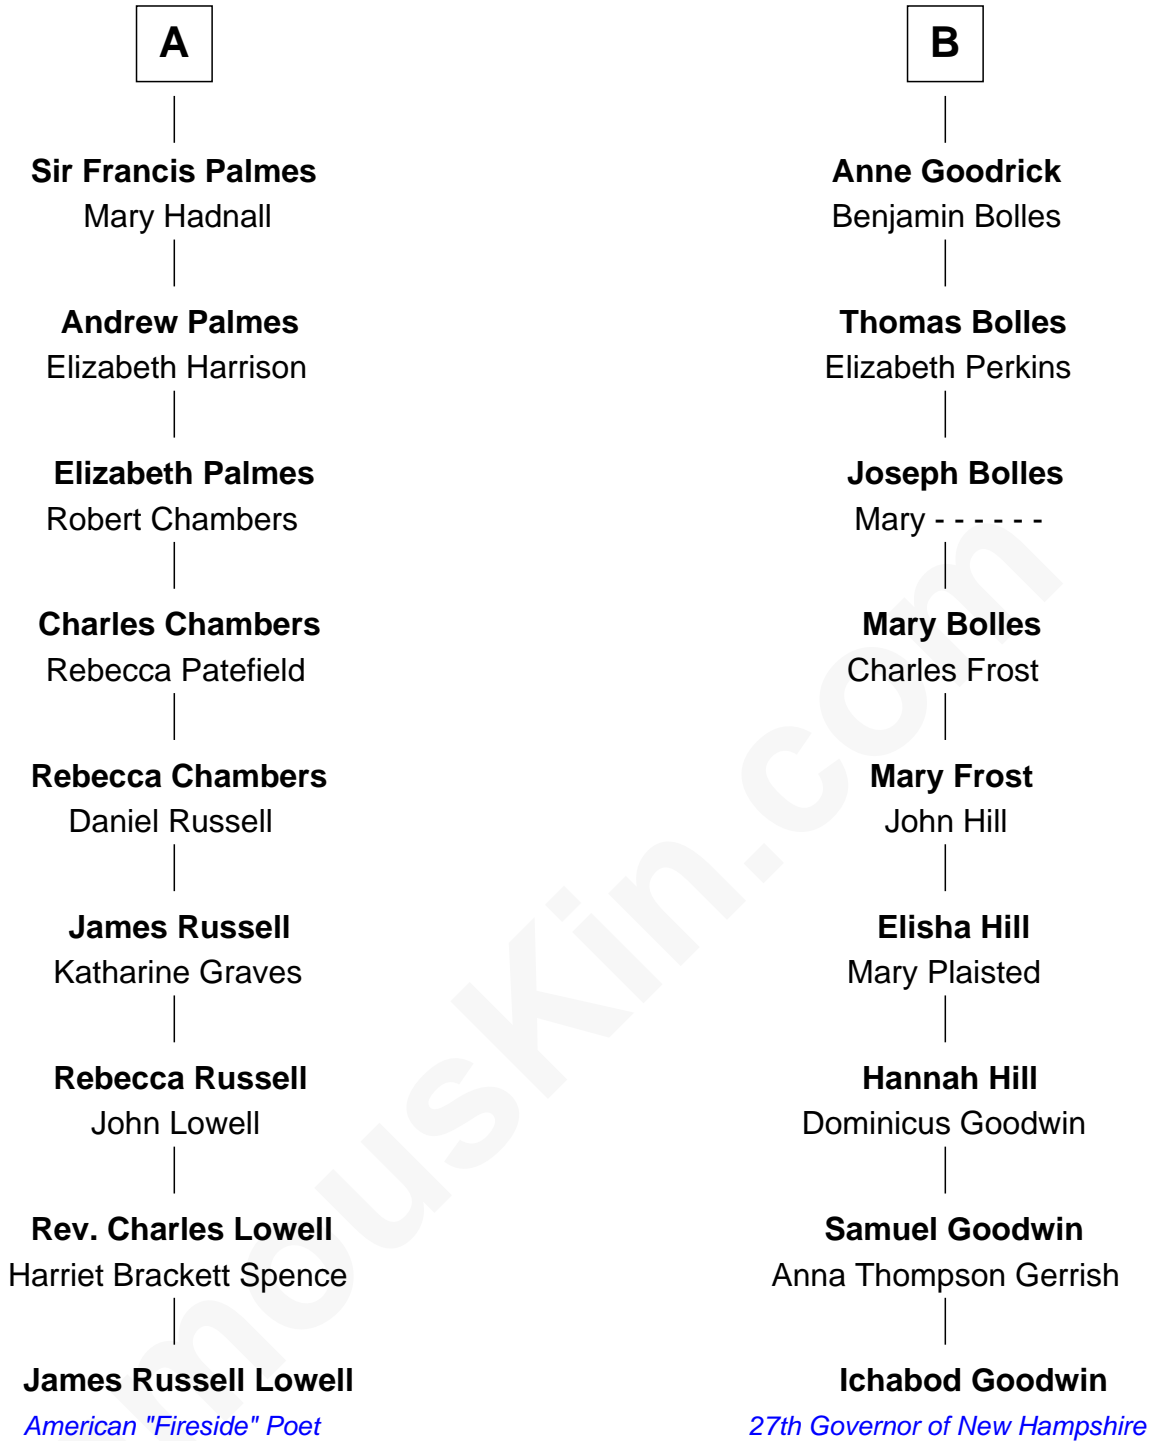 A
Sir Francis Palmes
Mary Hadnall
Andrew Palmes
Elizabeth Harrison
Elizabeth Palmes
Robert Chambers
Charles Chambers
Rebecca Patefield
Rebecca Chambers
Daniel Russell
James Russell
Katharine Graves
Rebecca Russell
John Lowell
Rev. Charles Lowell
Harriet Brackett Spence
James Russell Lowell
American "Fireside" Poet
B
Anne Goodrick
Benjamin Bolles
Thomas Bolles
Elizabeth Perkins
Joseph Bolles
Mary - - - - - -
Mary Bolles
Charles Frost
Mary Frost
John Hill
Elisha Hill
Mary Plaisted
Hannah Hill
Dominicus Goodwin
Samuel Goodwin
Anna Thompson Gerrish
Ichabod Goodwin
27th Governor of New Hampshire
mouskin.com